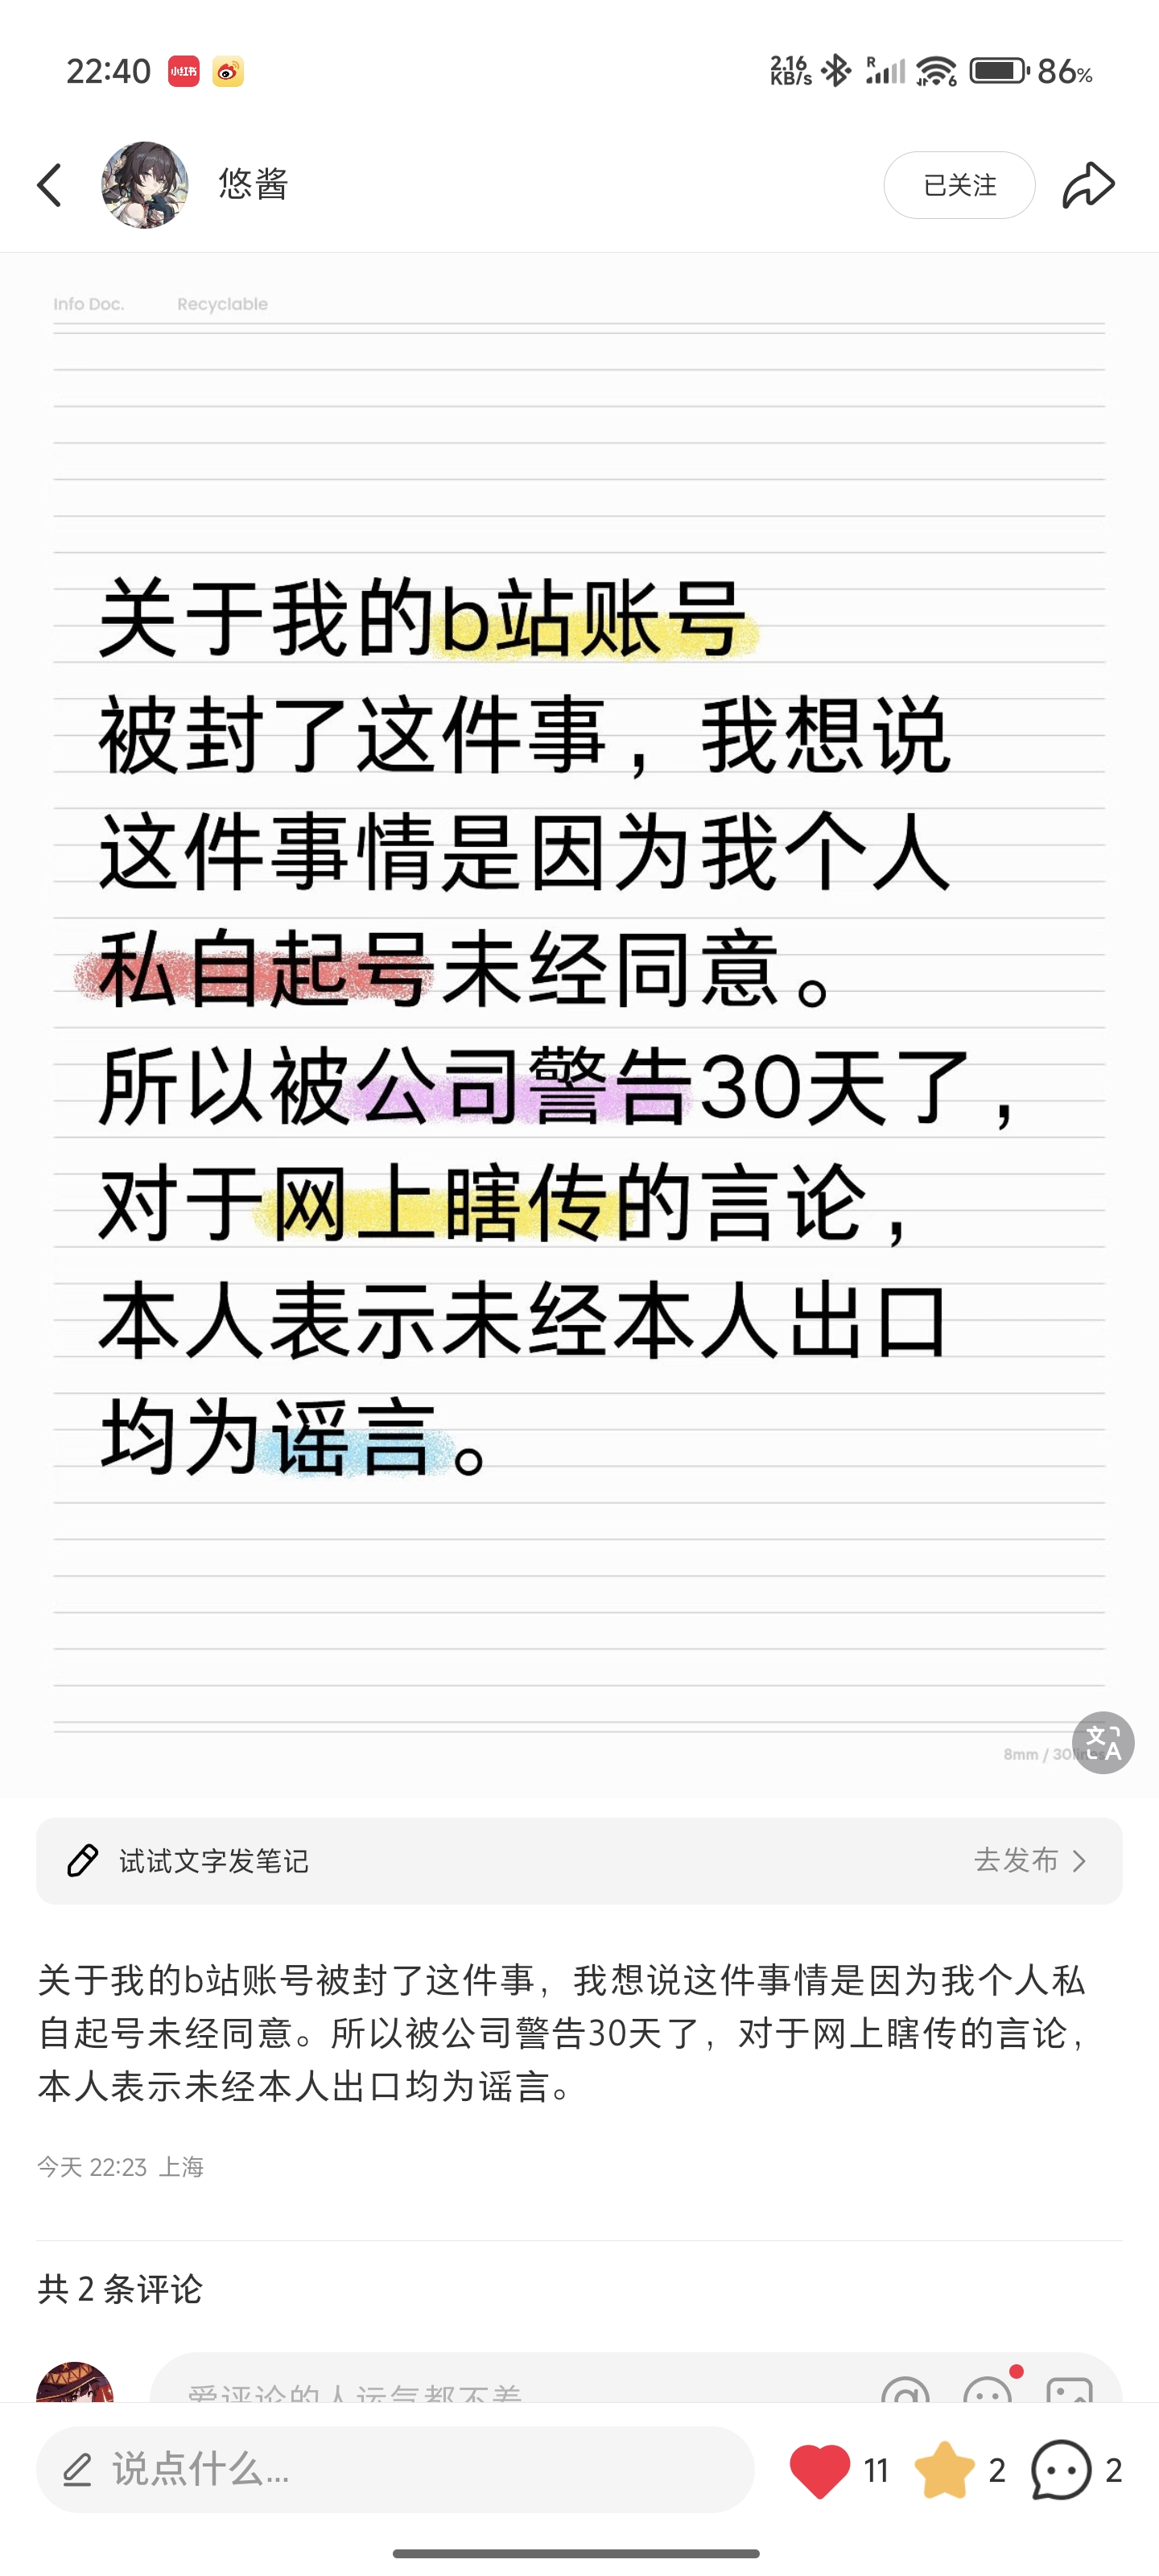 22:40 小红书 2.16 KB/s R 6 86%
悠酱 已关注
Info Doc. Recyclable
关于我的b站账号
被封了这件事，我想说
这件事情是因为我个人
私自起号未经同意。
所以被公司警告30天了，
对于网上瞎传的言论，
本人表示未经本人出口
均为谣言。
8mm / 30
文 A
试试文字发笔记 去发布
关于我的b站账号被封了这件事，我想说这件事情是因为我个人私
自起号未经同意。所以被公司警告30天了，对于网上瞎传的言论，
本人表示未经本人出口均为谣言。
今天 22:23 上海
共 2 条评论
爱评论的人运气都不差
说点什么... 11 2 2